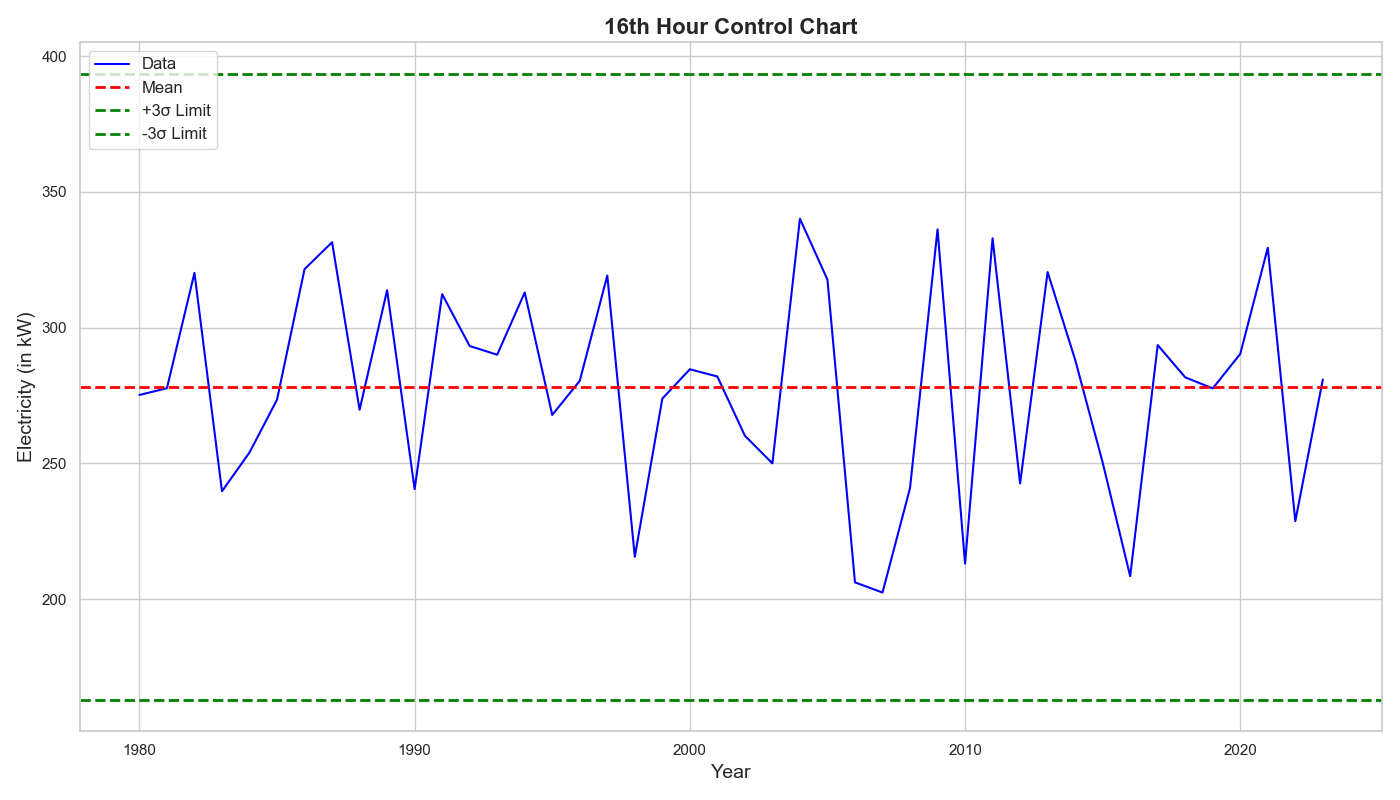 16th Hour Control Chart
Data
Mean
+3σ Limit
-3σ Limit
400
350
300
250
200
Electricity (in kW)
1980
1990
2000
2010
2020
Year